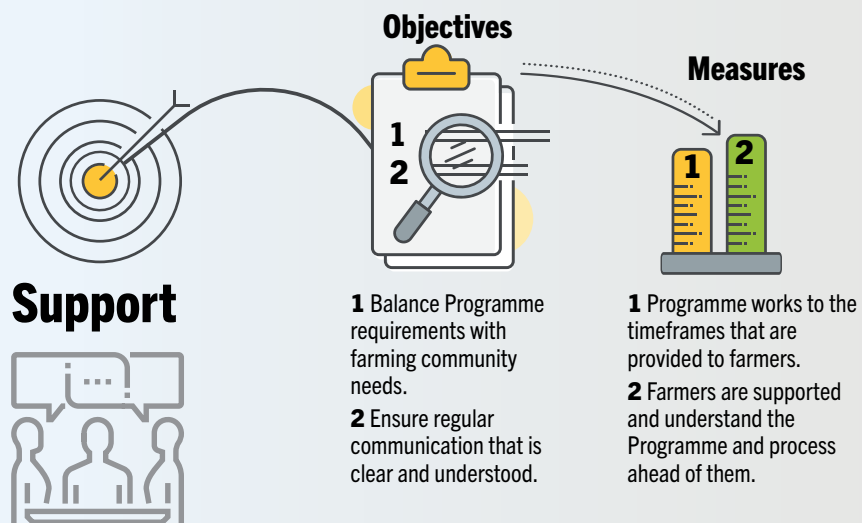 Objectives
Measures
1
2
1
2
Support
1 Balance Programme
requirements with
farming community
needs.
2 Ensure regular
communication that is
clear and understood.
1 Programme works to the
timeframes that are
provided to farmers.
2 Farmers are supported
and understand the
Programme and process
ahead of them.